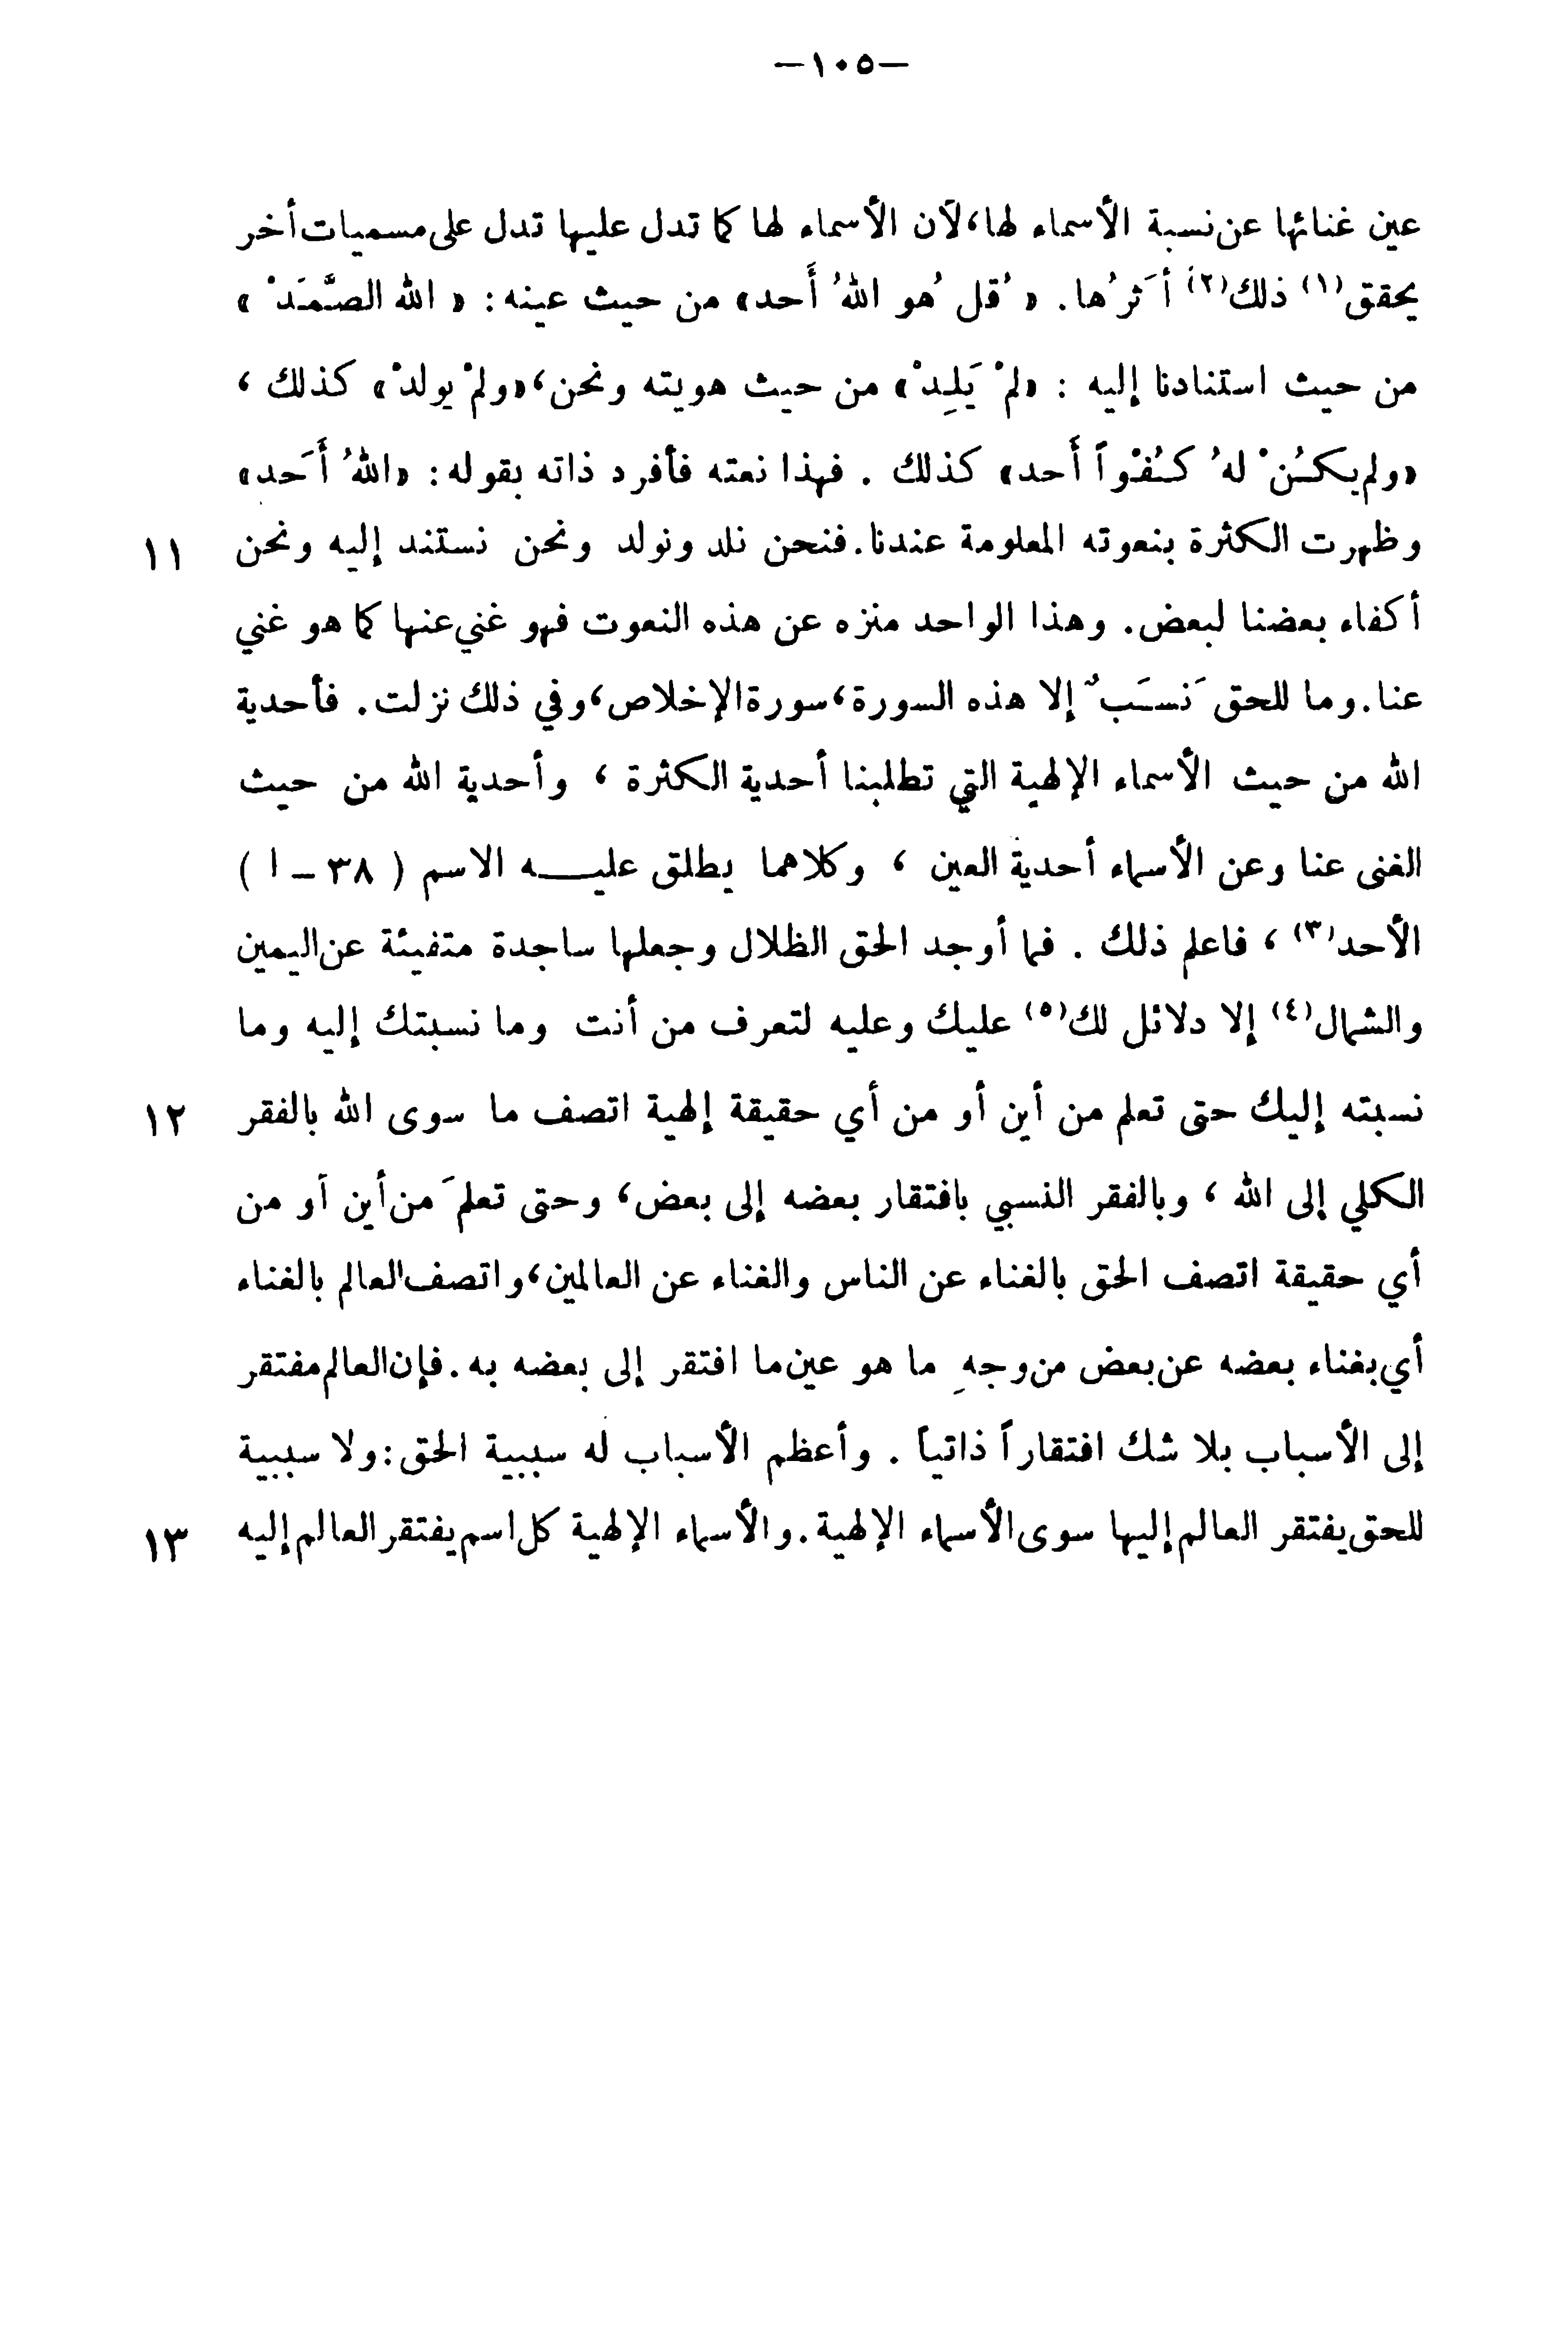 —١٠٥—
عين غنائها عن نسبة الأسماء لها، لأن الأسماء لها كما تدل عليها تدل على مسميات أخر
يحقق(١) ذلك(٢) أَثرُها. «قُل هُو اللهُ أَحد» من حيث عينه: «الله الصَّمَدْ»
من حيث استنادنا إليه : «لمْ يَلِدْ» من حيث هويته ونحن، «ولمْ يولدْ» كذلك ،
«ولم يكُنْ لهُ كُفْواً أَحد» كذلك . فهذا نعته فأفرد ذاته بقوله: «اللهُ أَحَد»
وظهرت الكثرة بنعوته المعلومة عندنا. فنحن نلد ونولد ونحن نستند إليه ونحن ١١
أكفاء بعضنا لبعض. وهذا الواحد منزه عن هذه النعوت فهو غني عنها كما هو غني
عنا. وما للحق نَسَبٌ إلا هذه السورة، سورة الإخلاص، وفي ذلك نزلت. فأحدية
الله من حيث الأسماء الإلهية التي تطلبنا أحدية الكثرة ، وأحدية الله من حيث
الغنى عنا وعن الأسماء أحدية العين ، وكلاهما يطلق عليـــه الاسم ( ٣٨ – ا )
الأحد(٣) ، فاعلم ذلك . فما أوجد الحق الظلال وجعلها ساجدة متفيئة عن اليمين
والشمال(٤) إلا دلائل لك(٥) عليك وعليه لتعرف من أنت وما نسبتك إليه وما
نسبته إليك حتى تعلم من أين أو من أي حقيقة إلهية اتصف ما سوى الله بالفقر ١٢
الكلي إلى الله ، وبالفقر النسبي بافتقار بعضه إلى بعض، وحتى تعلمَ من أين أو من
أي حقيقة اتصف الحق بالغناء عن الناس والغناء عن العالمين، واتصف العالم بالغناء
أي بغناء بعضه عن بعض من وجهِ ما هو عين ما افتقر إلى بعضه به. فإن العالم مفتقر
إلى الأسباب بلا شك افتقاراً ذاتياً . وأعظم الأسباب له سببية الحق: ولا سببية
للحق يفتقر العالم إليها سوى الأسماء الإلهية. والأسماء الإلهية كل اسم يفتقر العالم إليه ١٣